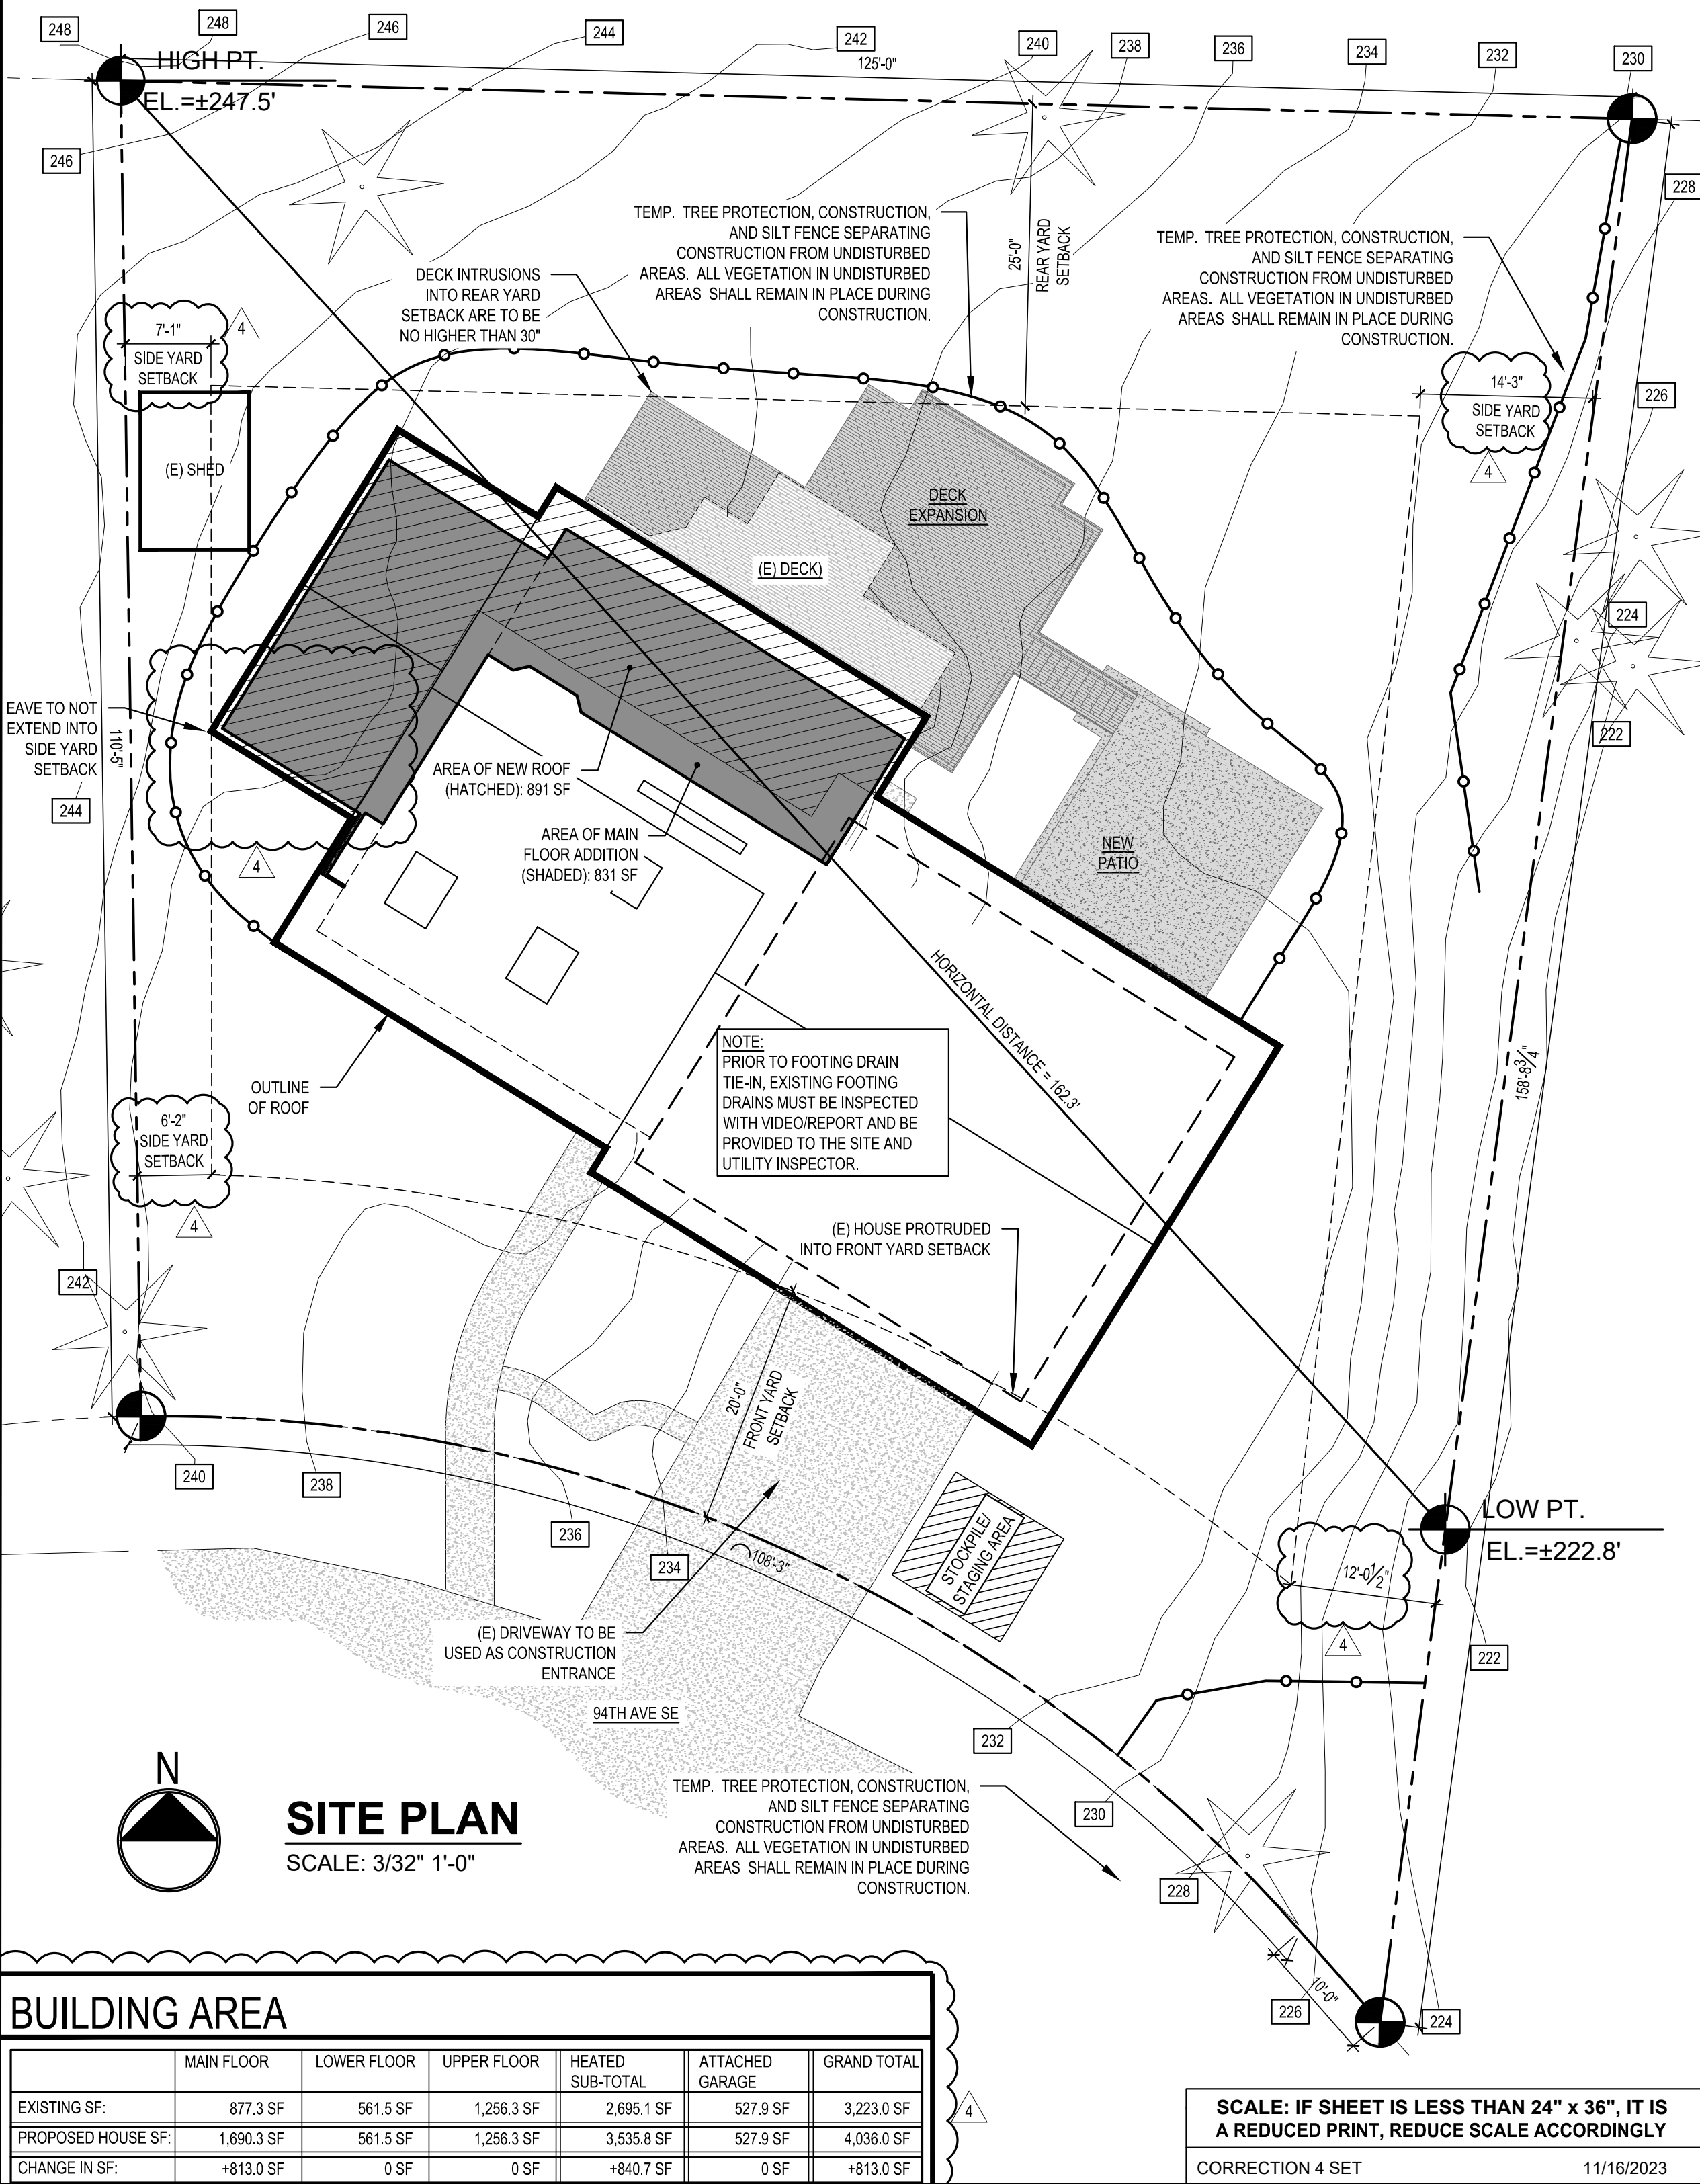 248
248
246
244
242
240
238
236
234
232
230
125'-0"
HIGH PT.
EL.=±247.5'
246
228
TEMP. TREE PROTECTION, CONSTRUCTION,
AND SILT FENCE SEPARATING
CONSTRUCTION FROM UNDISTURBED
AREAS. ALL VEGETATION IN UNDISTURBED
AREAS SHALL REMAIN IN PLACE DURING
CONSTRUCTION.
25'-0"
REAR YARD
SETBACK
TEMP. TREE PROTECTION, CONSTRUCTION,
AND SILT FENCE SEPARATING
CONSTRUCTION FROM UNDISTURBED
AREAS. ALL VEGETATION IN UNDISTURBED
AREAS SHALL REMAIN IN PLACE DURING
CONSTRUCTION.
DECK INTRUSIONS
INTO REAR YARD
SETBACK ARE TO BE
NO HIGHER THAN 30"
7'-1"
SIDE YARD
SETBACK
4
14'-3"
SIDE YARD
SETBACK
4
226
(E) SHED
DECK
EXPANSION
(E) DECK)
224
222
EAVE TO NOT
EXTEND INTO
SIDE YARD
SETBACK
110'-5"
244
4
AREA OF NEW ROOF
(HATCHED): 891 SF
AREA OF MAIN
FLOOR ADDITION
(SHADED): 831 SF
NEW
PATIO
HORIZONTAL DISTANCE = 162.3'
NOTE:
PRIOR TO FOOTING DRAIN
TIE-IN, EXISTING FOOTING
DRAINS MUST BE INSPECTED
WITH VIDEO/REPORT AND BE
PROVIDED TO THE SITE AND
UTILITY INSPECTOR.
158'-8 3/4"
OUTLINE
OF ROOF
6'-2"
SIDE YARD
SETBACK
4
(E) HOUSE PROTRUDED
INTO FRONT YARD SETBACK
242
20'-0"
FRONT YARD
SETBACK
240
238
236
234
108'-3"
STOCKPILE/
STAGING AREA
LOW PT.
EL.=±222.8'
12'-0 1/2"
4
222
(E) DRIVEWAY TO BE
USED AS CONSTRUCTION
ENTRANCE
94TH AVE SE
232
230
228
226
224
10'-0"
N
SITE PLAN
SCALE: 3/32" 1'-0"
TEMP. TREE PROTECTION, CONSTRUCTION,
AND SILT FENCE SEPARATING
CONSTRUCTION FROM UNDISTURBED
AREAS. ALL VEGETATION IN UNDISTURBED
AREAS SHALL REMAIN IN PLACE DURING
CONSTRUCTION.
BUILDING AREA
MAIN FLOOR LOWER FLOOR UPPER FLOOR HEATED SUB-TOTAL ATTACHED GARAGE GRAND TOTAL
EXISTING SF: 877.3 SF 561.5 SF 1,256.3 SF 2,695.1 SF 527.9 SF 3,223.0 SF
PROPOSED HOUSE SF: 1,690.3 SF 561.5 SF 1,256.3 SF 3,535.8 SF 527.9 SF 4,036.0 SF
CHANGE IN SF: +813.0 SF 0 SF 0 SF +840.7 SF 0 SF +813.0 SF
4
SCALE: IF SHEET IS LESS THAN 24" x 36", IT IS
A REDUCED PRINT, REDUCE SCALE ACCORDINGLY
CORRECTION 4 SET 11/16/2023